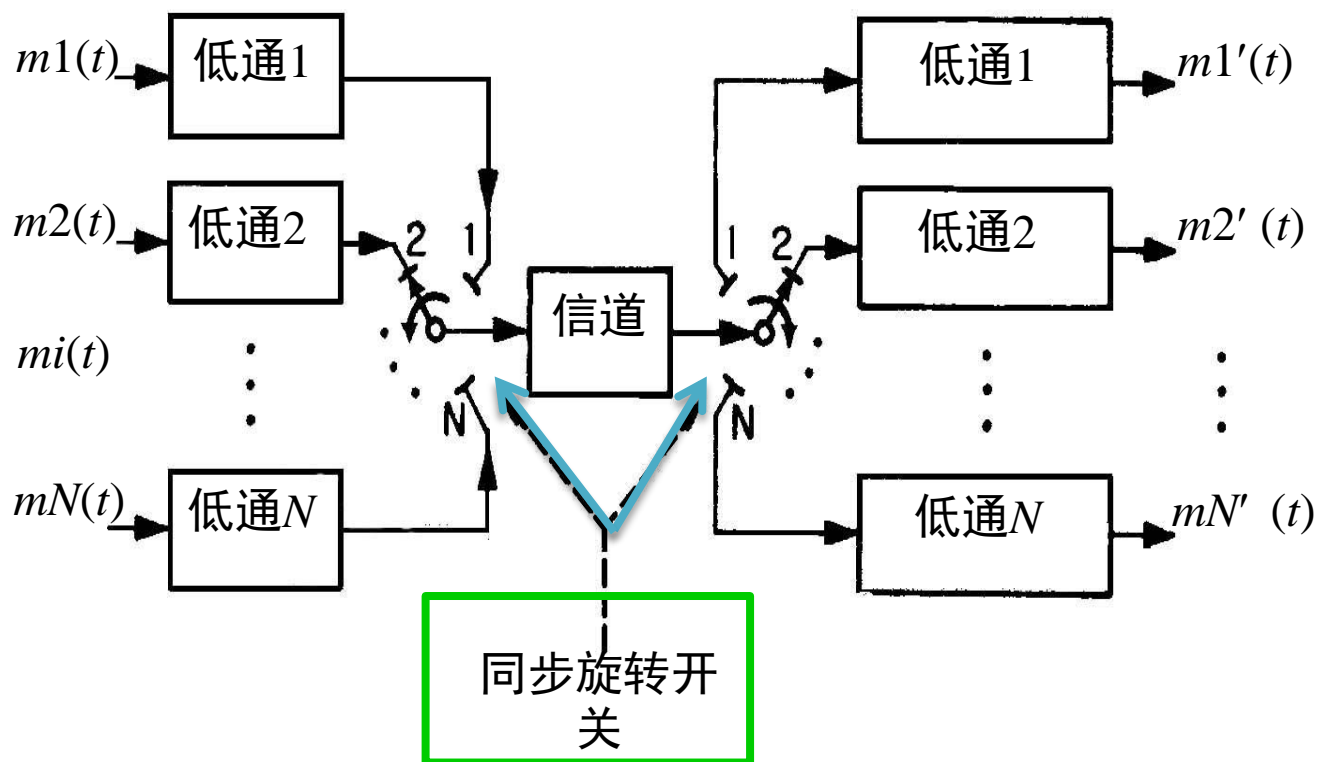 m1(t)
低通1
低通1
m1′(t)
m2(t)
低通2
2
1
1
2
低通2
m2′ (t)
信道
mi(t)
N
N
mN(t)
低通N
低通N
mN′ (t)
同步旋转开
关